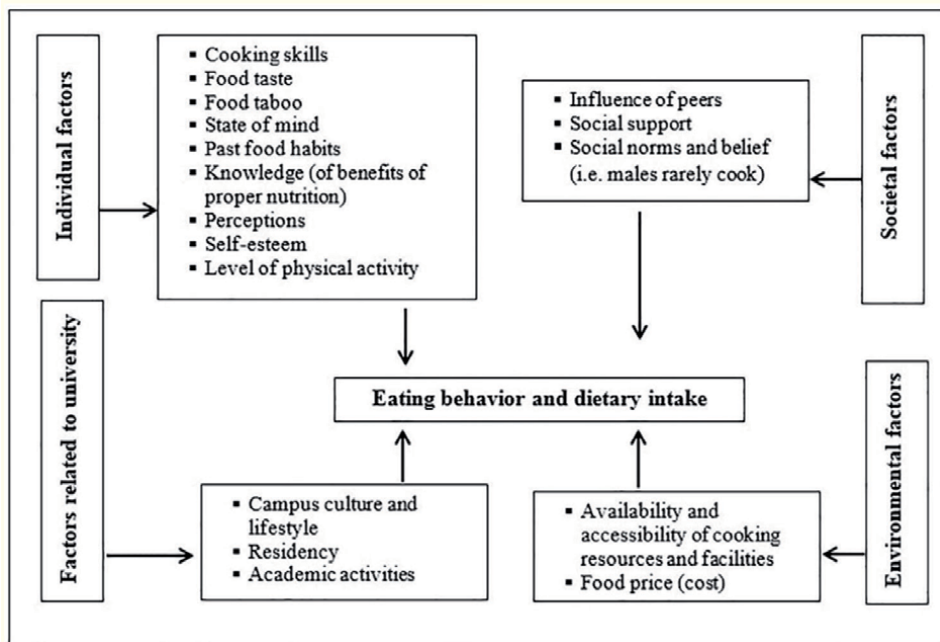 Individual factors
▪ Cooking skills
▪ Food taste
▪ Food taboo
▪ State of mind
▪ Past food habits
▪ Knowledge (of benefits of
proper nutrition)
▪ Perceptions
▪ Self-esteem
▪ Level of physical activity
▪ Influence of peers
▪ Social support
▪ Social norms and belief
(i.e. males rarely cook)
Societal factors
Eating behavior and dietary intake
Factors related to university
▪ Campus culture and
lifestyle
▪ Residency
▪ Academic activities
▪ Availability and
accessibility of cooking
resources and facilities
▪ Food price (cost)
Environmental factors